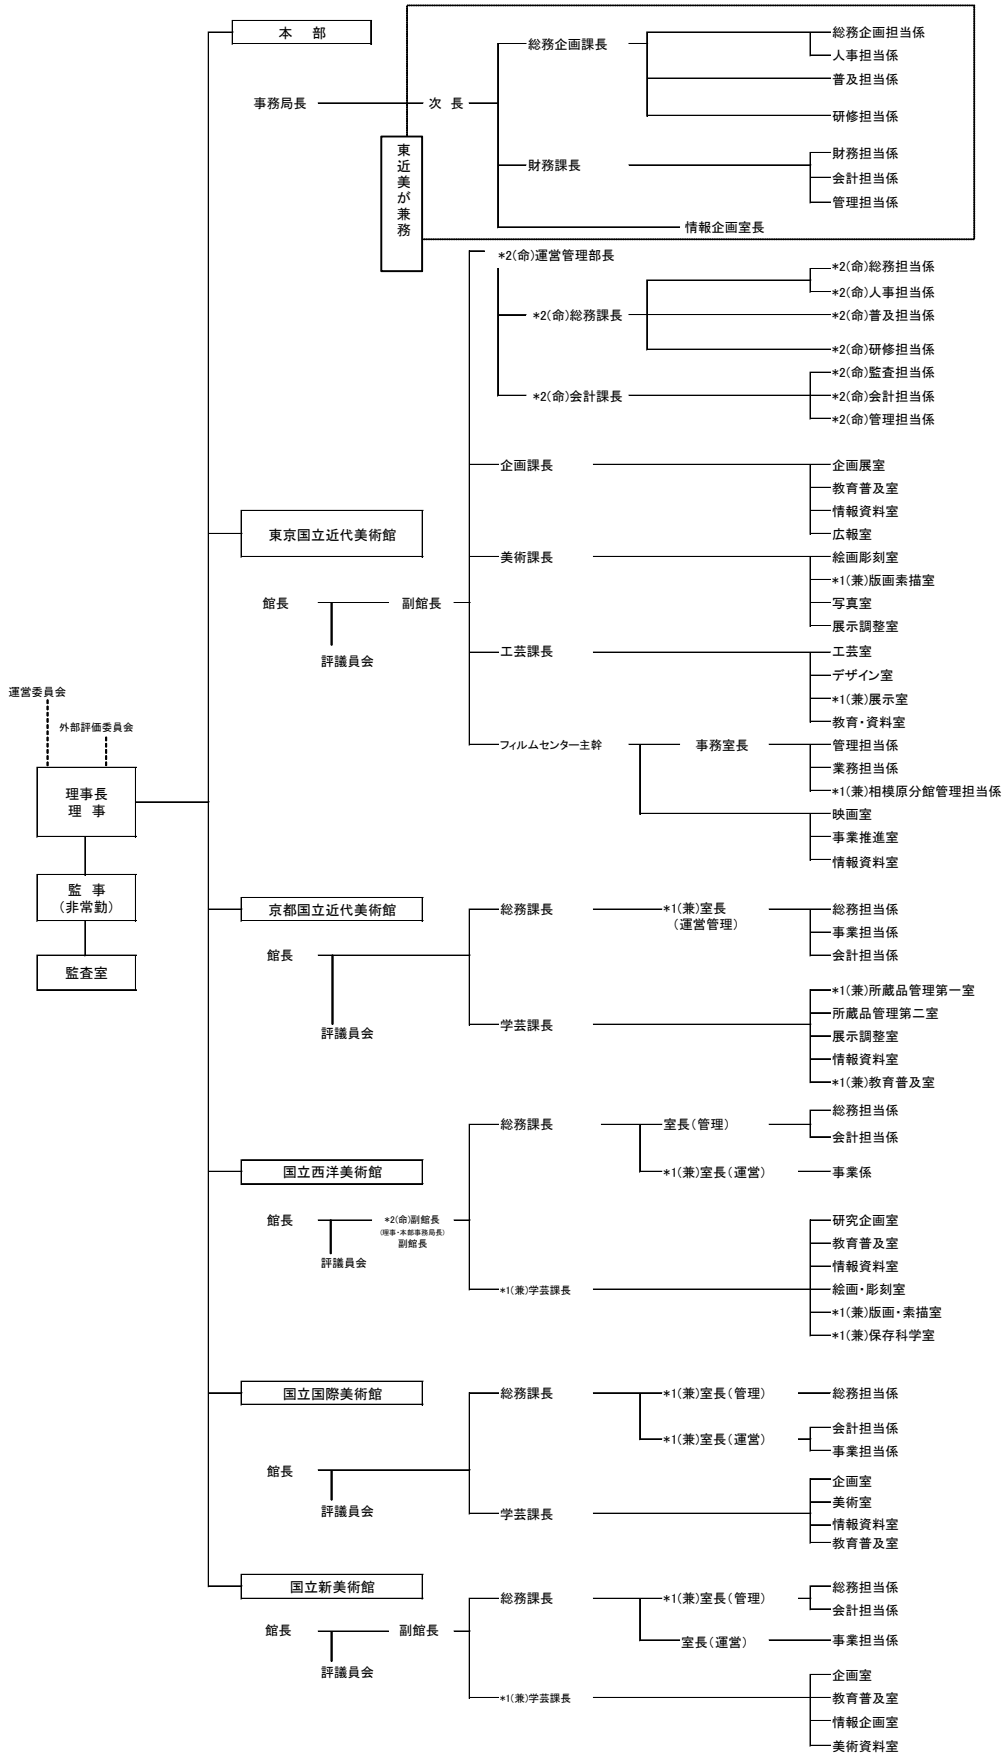 運営委員会
外部評価委員会
理事長
理 事
監 事
(非常勤)
監査室
本 部
事務局長
次 長
東近美が兼務
総務企画課長
総務企画担当係
人事担当係
普及担当係
研修担当係
財務課長
財務担当係
会計担当係
管理担当係
情報企画室長
東京国立近代美術館
館長
評議員会
副館長
*2(命)運営管理部長
*2(命)総務課長
*2(命)総務担当係
*2(命)人事担当係
*2(命)普及担当係
*2(命)研修担当係
*2(命)会計課長
*2(命)監査担当係
*2(命)会計担当係
*2(命)管理担当係
企画課長
企画展室
教育普及室
情報資料室
広報室
美術課長
絵画彫刻室
*1(兼)版画素描室
写真室
展示調整室
工芸課長
工芸室
デザイン室
*1(兼)展示室
教育・資料室
フィルムセンター主幹
事務室長
管理担当係
業務担当係
*1(兼)相模原分館管理担当係
映画室
事業推進室
情報資料室
京都国立近代美術館
館長
評議員会
総務課長
*1(兼)室長
(運営管理)
総務担当係
事業担当係
会計担当係
学芸課長
*1(兼)所蔵品管理第一室
所蔵品管理第二室
展示調整室
情報資料室
*1(兼)教育普及室
国立西洋美術館
館長
評議員会
*2(命)副館長
(理事・本部事務局長)
副館長
総務課長
室長(管理)
総務担当係
会計担当係
*1(兼)室長(運営)
事業係
*1(兼)学芸課長
研究企画室
教育普及室
情報資料室
絵画・彫刻室
*1(兼)版画・素描室
*1(兼)保存科学室
国立国際美術館
館長
評議員会
総務課長
*1(兼)室長(管理)
総務担当係
*1(兼)室長(運営)
会計担当係
事業担当係
学芸課長
企画室
美術室
情報資料室
教育普及室
国立新美術館
館長
評議員会
副館長
総務課長
*1(兼)室長(管理)
総務担当係
会計担当係
室長(運営)
事業担当係
*1(兼)学芸課長
企画室
教育普及室
情報企画室
美術資料室